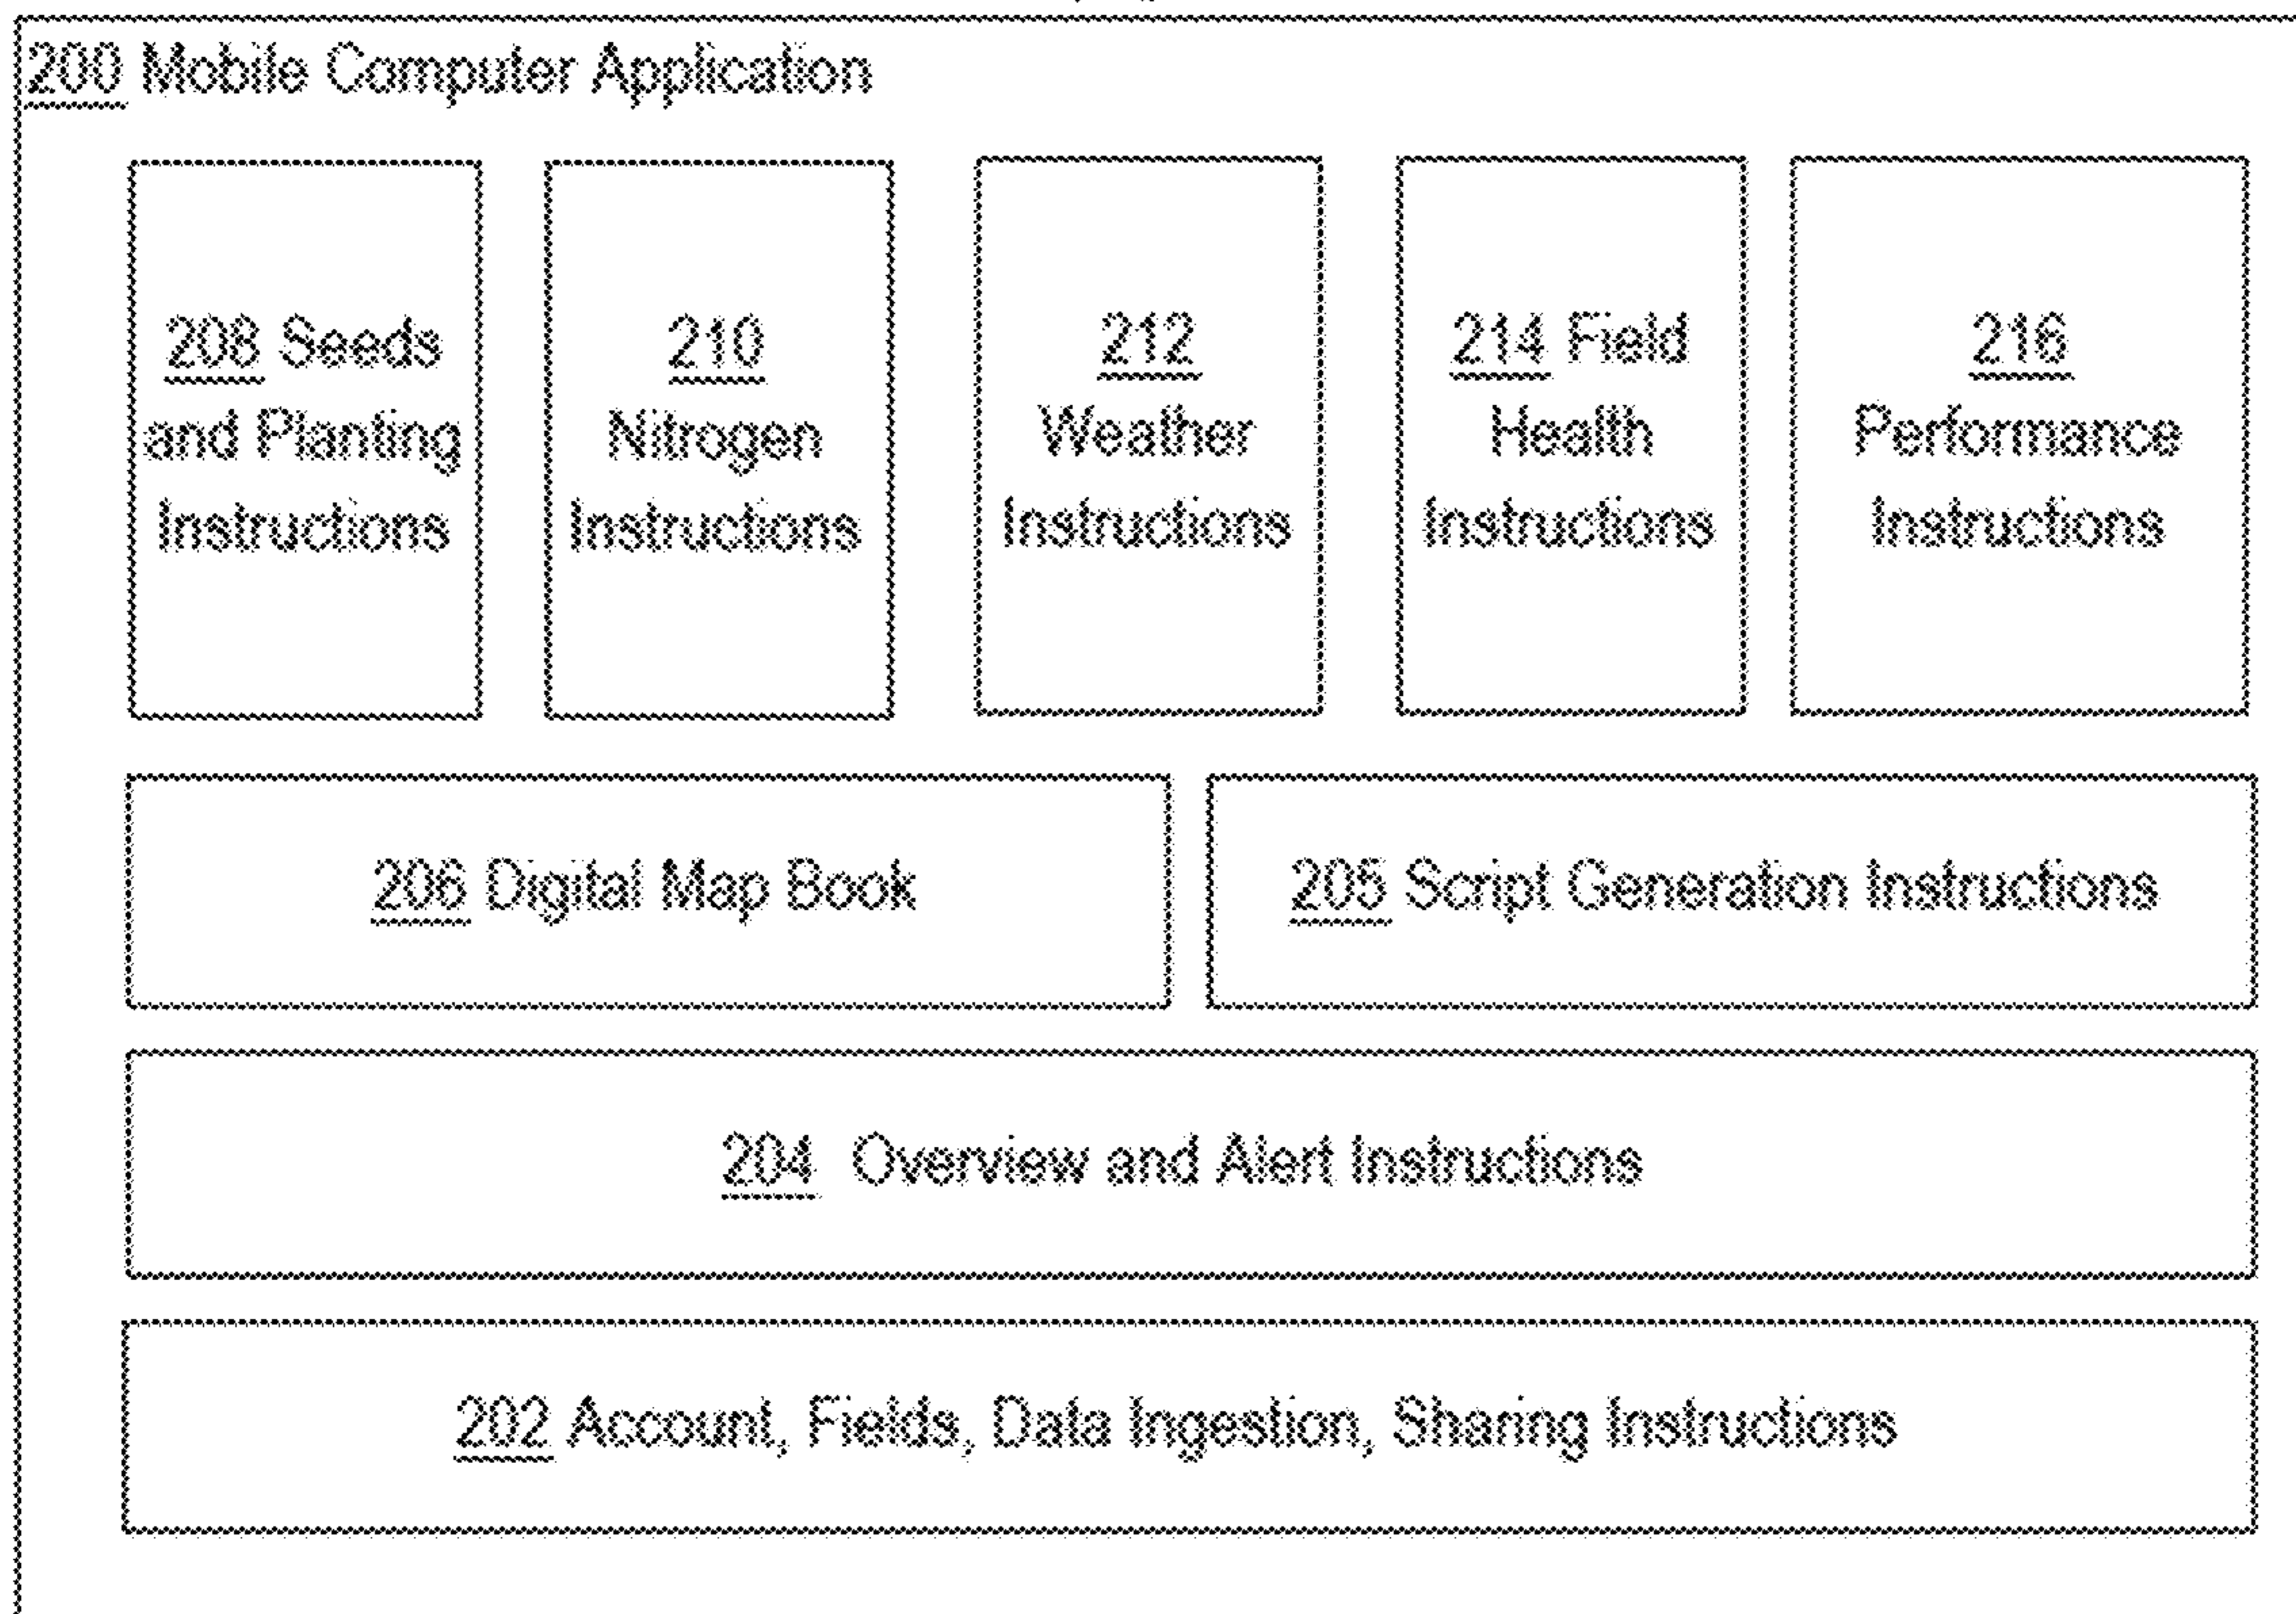 200 Mobile Computer Application
208 Seeds
and Planting
Instructions
210
Nitrogen
Instructions
212
Weather
Instructions
214 Field
Health
Instructions
216
Performance
Instructions
206 Digital Map Book
205 Script Generation Instructions
204 Overview and Alert Instructions
202 Account, Fields, Data Ingestion, Sharing Instructions